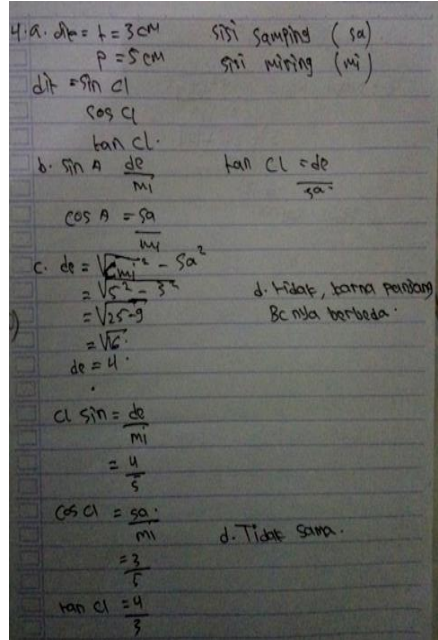 4. a. dik = t = 3 cm sisi samping (sa)
p = 5 cm sisi miring (mi)
dit = sin α
cos α
tan α.
b. sin A de/mi tan α = de/sa.
cos A = sa/mi
c. de = √mi² - sa²
= √5² - 3²
= √25-9
= √16.
de = 4.
d. tidak, karna panjang
BC nya berbeda.
α sin = de/mi
= 4/5
cos α = sa./mi
= 3/5
d. Tidak sama.
tan α = 4/3